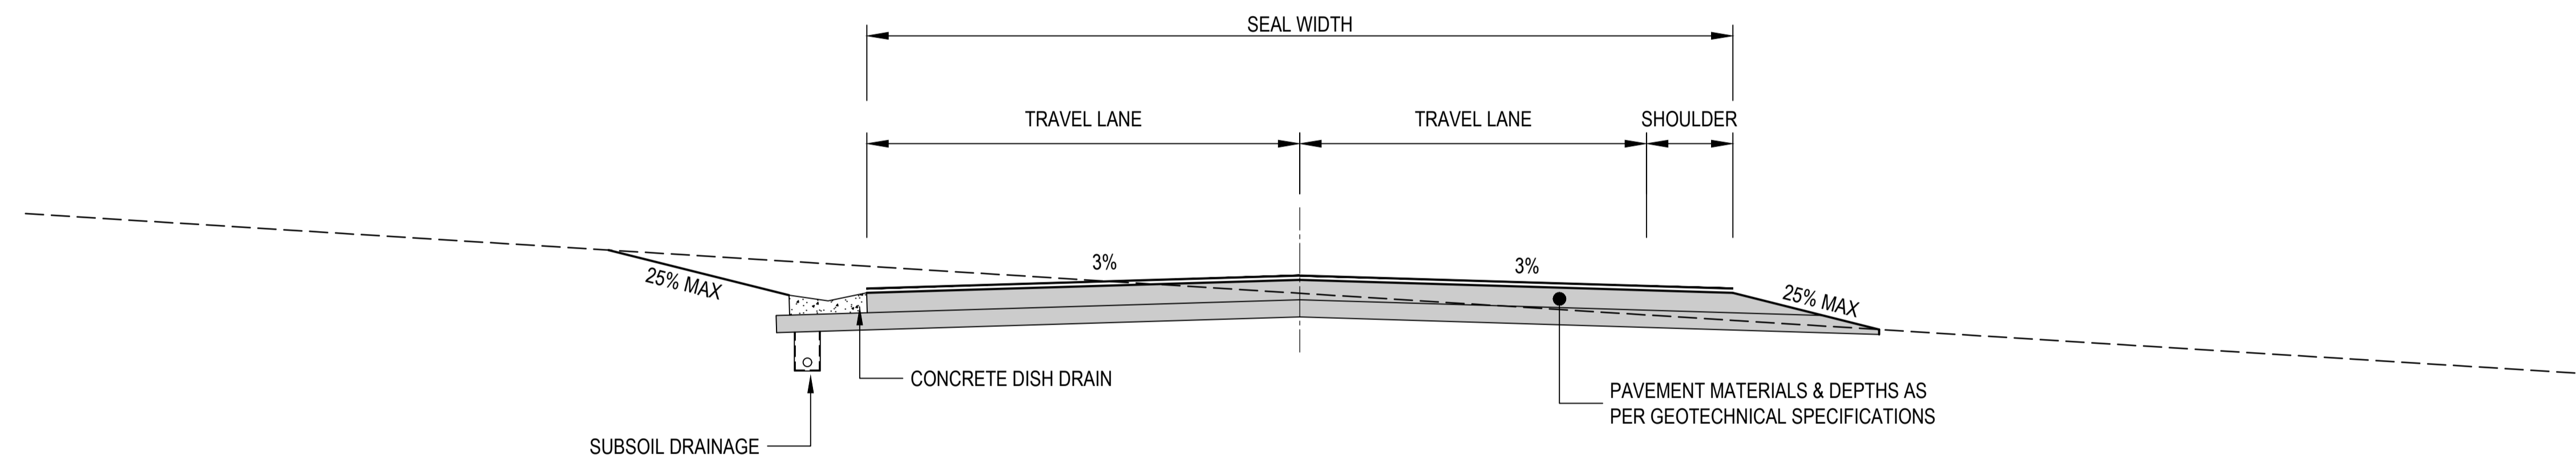 SEAL WIDTH
TRAVEL LANE
TRAVEL LANE
SHOULDER
3%
3%
25% MAX
25% MAX
CONCRETE DISH DRAIN
PAVEMENT MATERIALS & DEPTHS AS
PER GEOTECHNICAL SPECIFICATIONS
SUBSOIL DRAINAGE